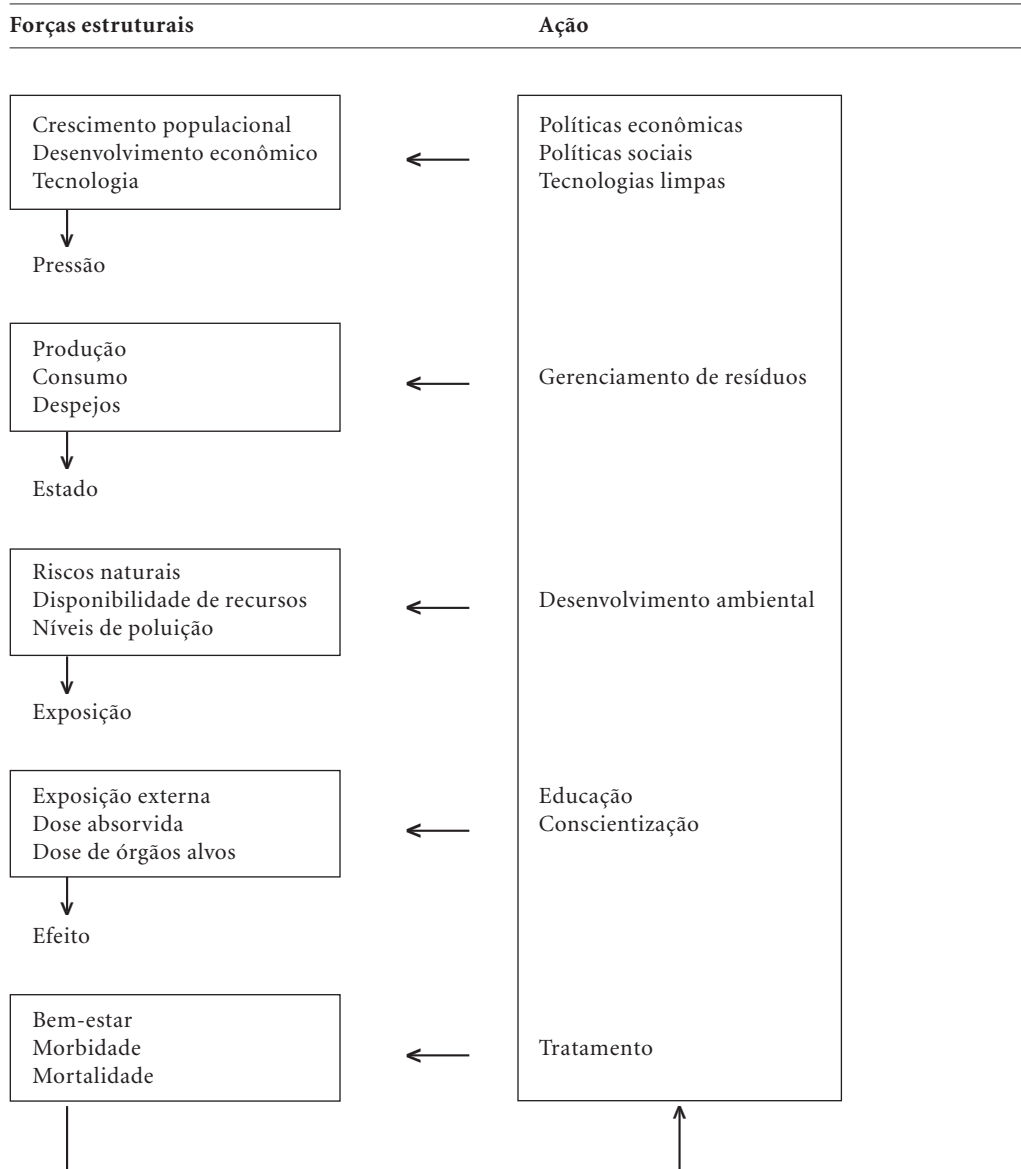 Forças estruturais
Ação
Crescimento populacional
Desenvolvimento econômico
Tecnologia
Políticas econômicas
Políticas sociais
Tecnologias limpas
Pressão
Produção
Consumo
Despejos
Gerenciamento de resíduos
Estado
Riscos naturais
Disponibilidade de recursos
Níveis de poluição
Desenvolvimento ambiental
Exposição
Exposição externa
Dose absorvida
Dose de órgãos alvos
Educação
Conscientização
Efeito
Bem-estar
Morbidade
Mortalidade
Tratamento